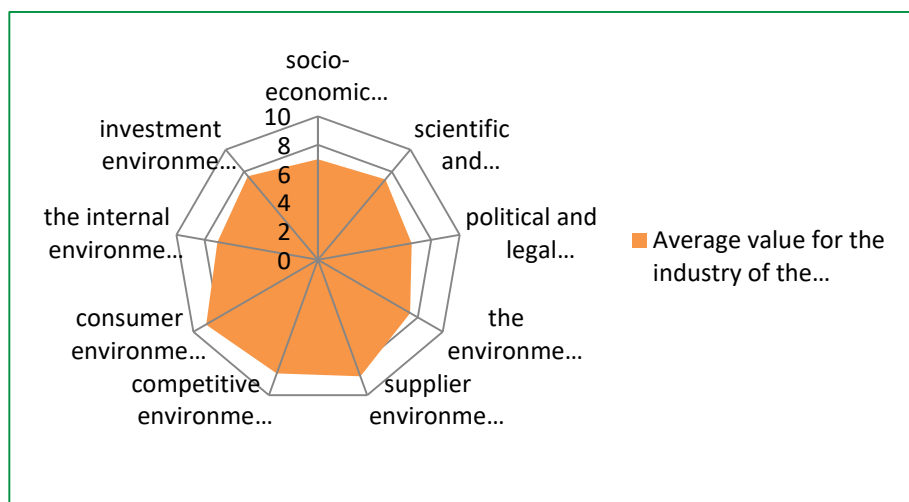 socio-
economic...
scientific and...
political and
legal...
the
environme...
supplier
environme...
competitive
environme...
consumer
environme...
the internal
environme...
investment
environme...
10
8
6
4
2
0
Average value for the
industry of the...